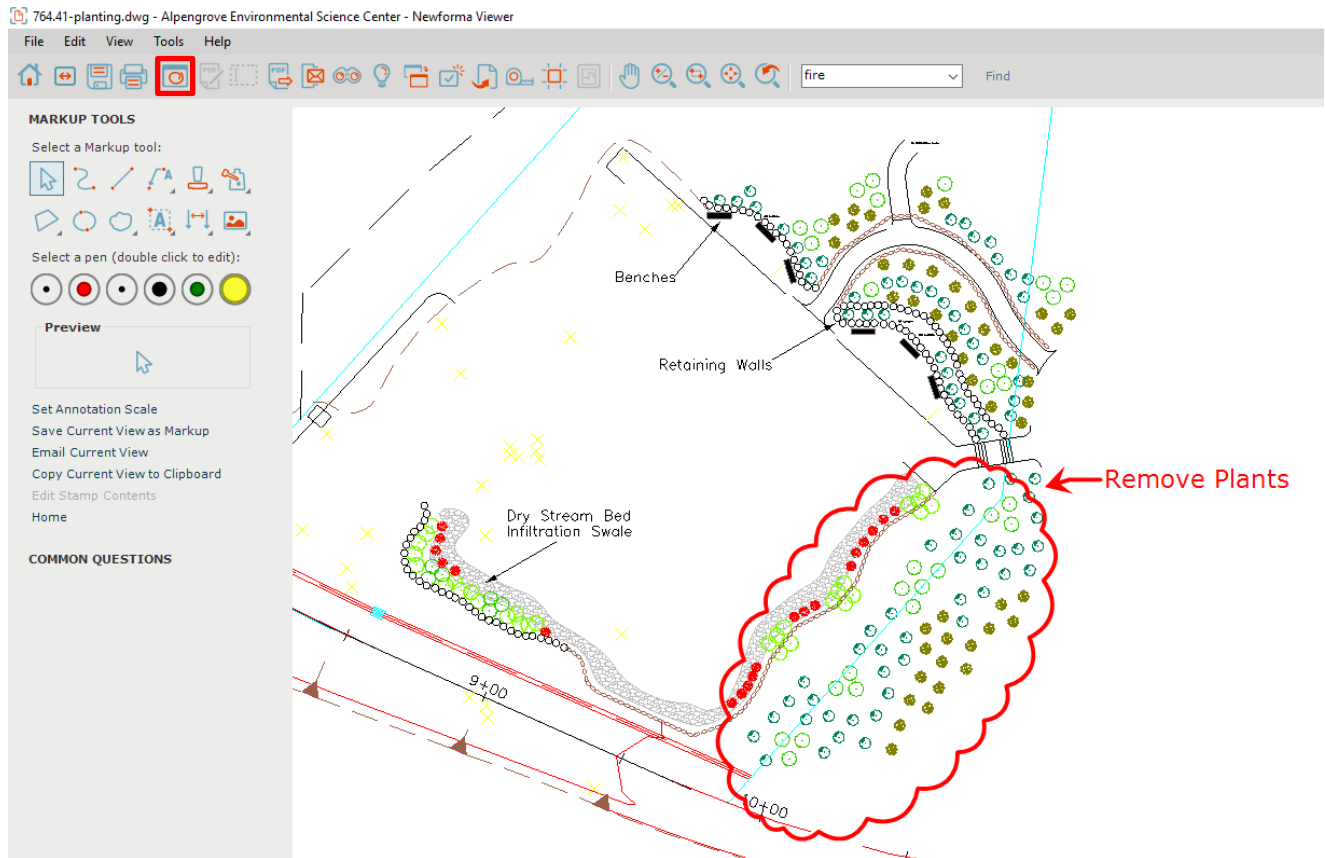 764.41-planting.dwg - Alpengrove Environmental Science Center - Newforma Viewer
File Edit View Tools Help
fire Find
MARKUP TOOLS
Select a Markup tool:
Select a pen (double click to edit):
Preview
Set Annotation Scale
Save Current View as Markup
Email Current View
Copy Current View to Clipboard
Edit Stamp Contents
Home
COMMON QUESTIONS
Benches
Retaining Walls
Remove Plants
Dry Stream Bed
Infiltration Swale
9+00
10+00